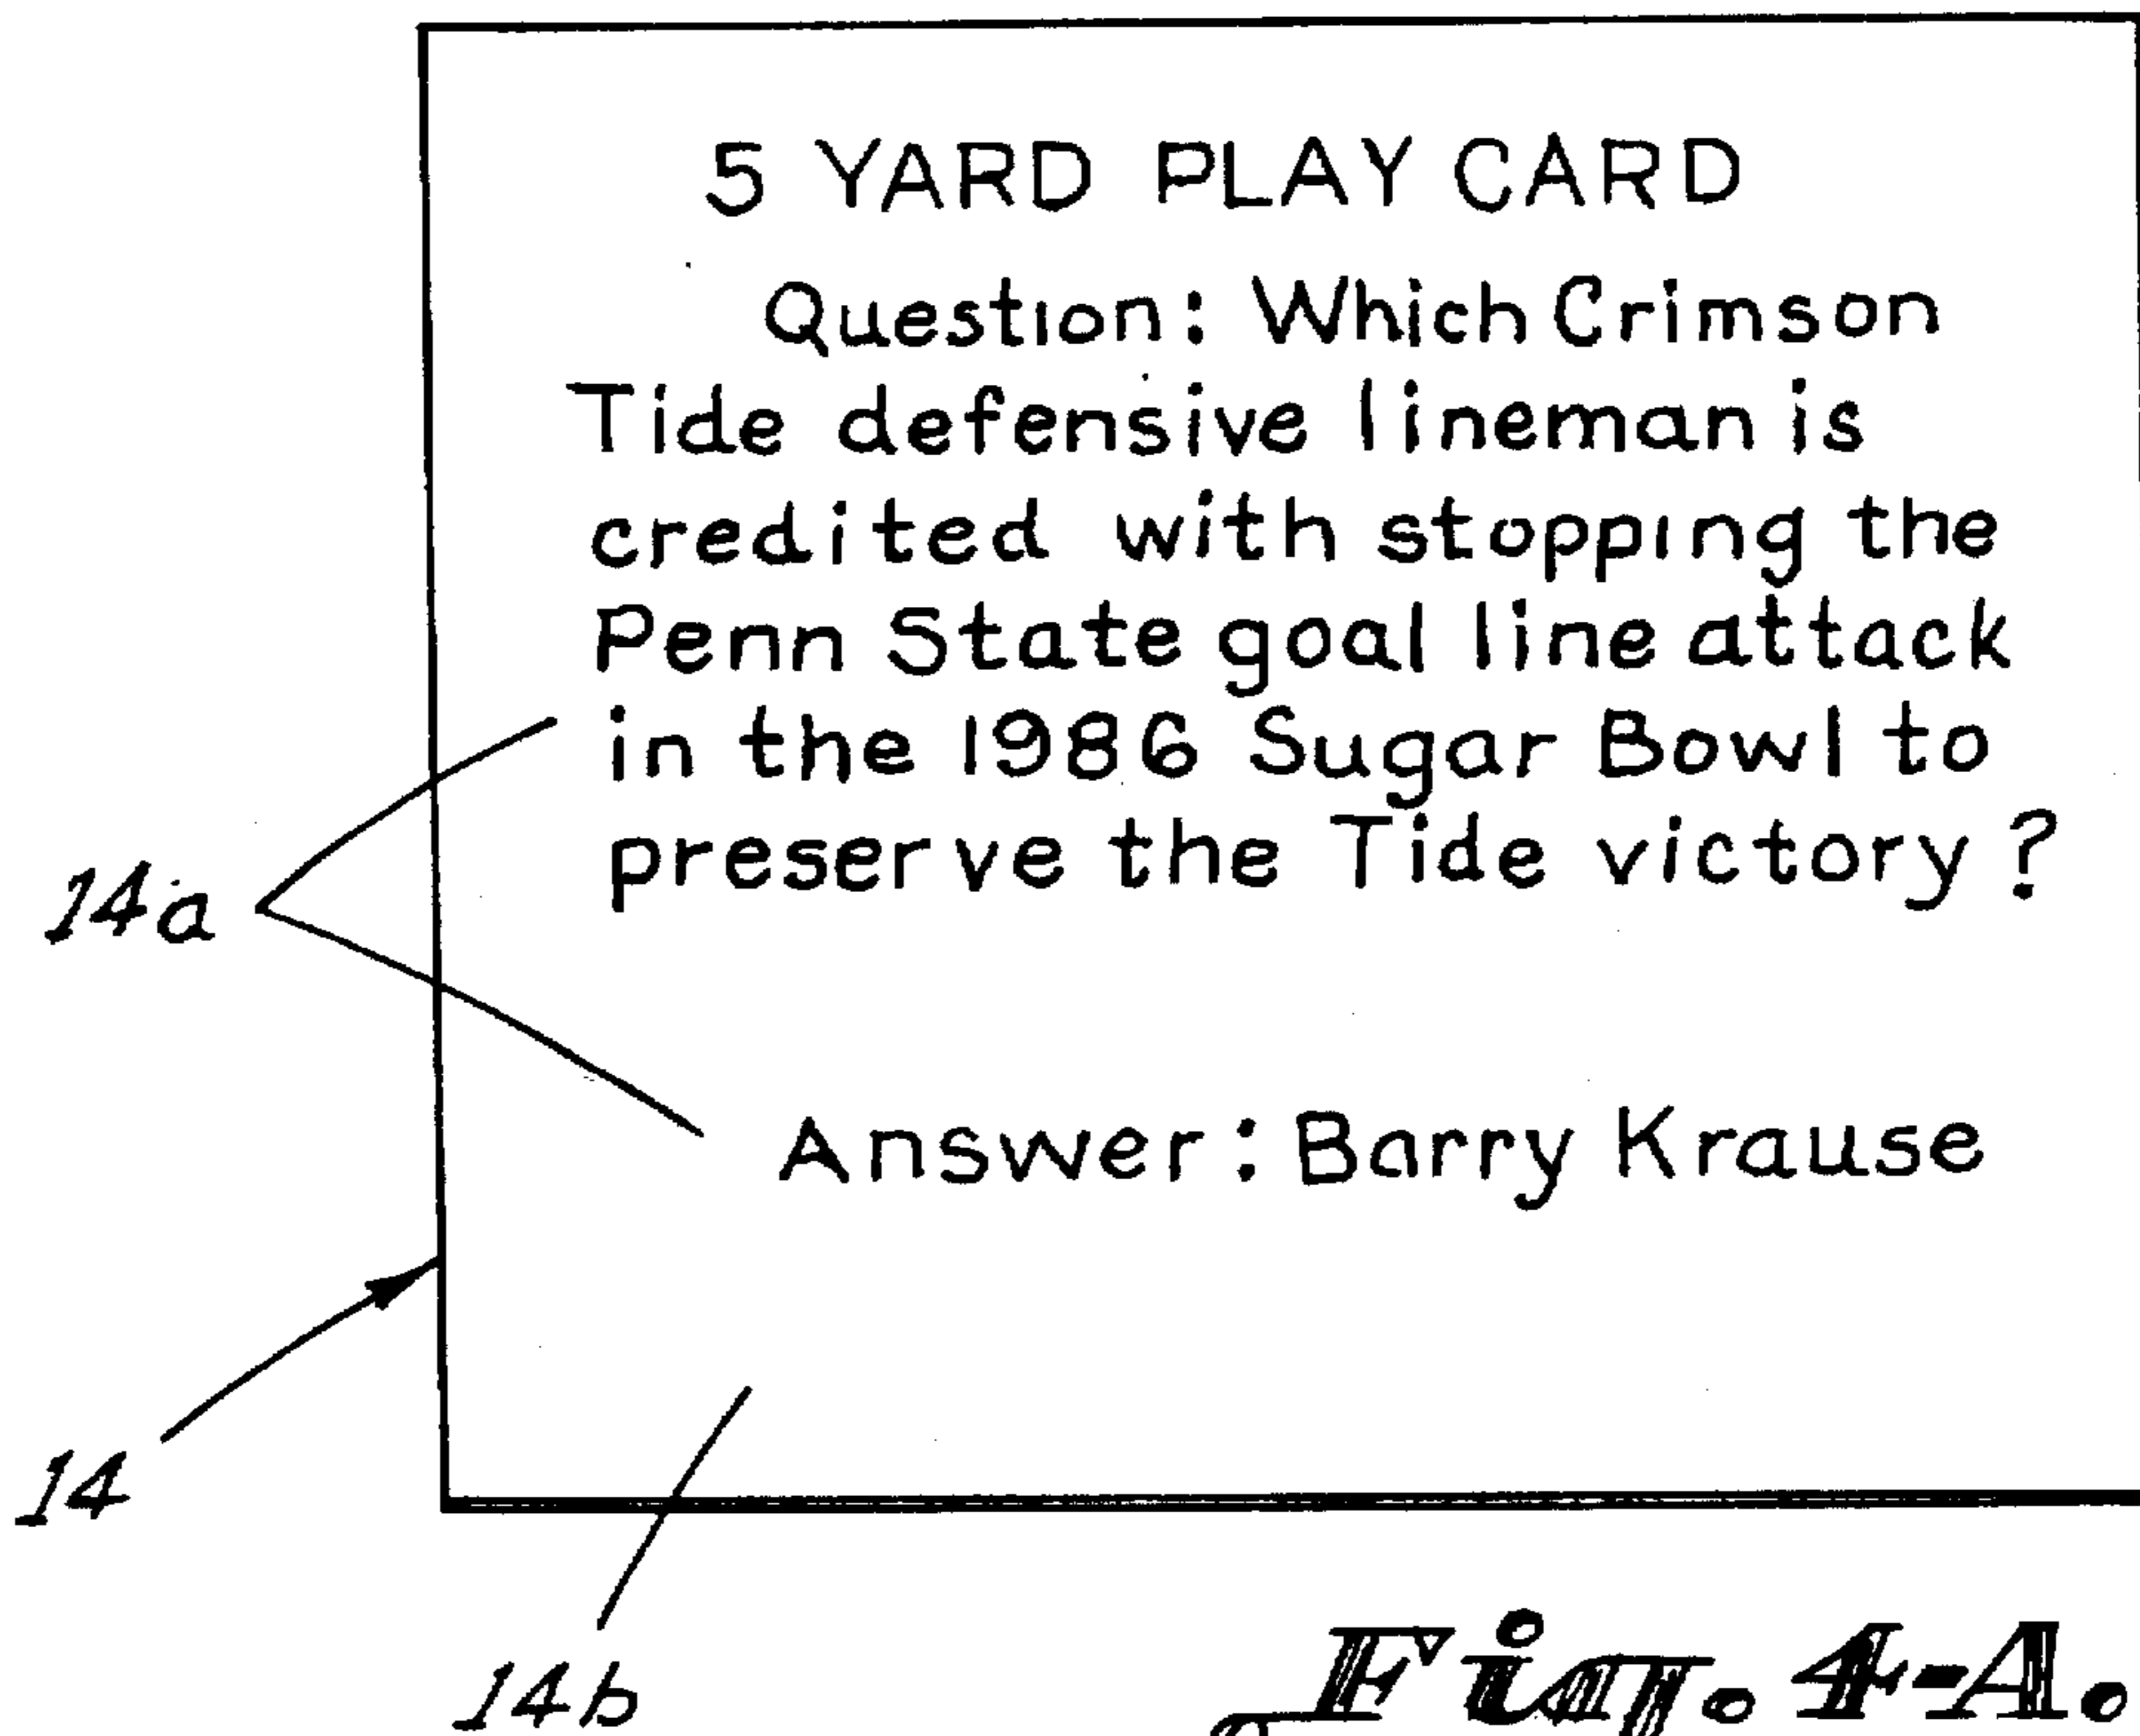 5 YARD PLAY CARD
Question: Which Crimson
Tide defensive lineman is
credited with stopping the
Penn State goal line attack
in the 1986 Sugar Bowl to
preserve the Tide victory?
14a
Answer: Barry Krause
14
14b
Fig. 4-A.